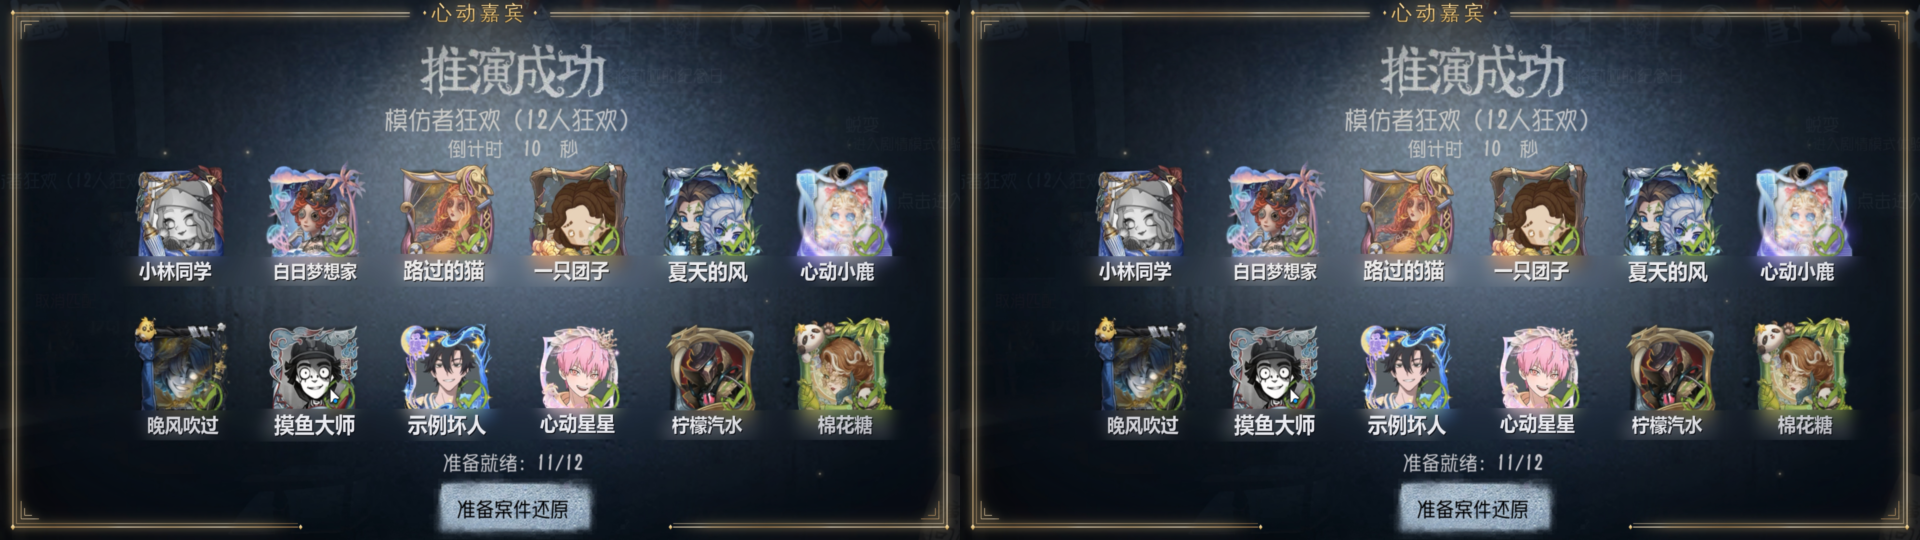 ·心动嘉宾·
推演成功
模仿者狂欢（12人狂欢）
倒计时 10 秒
小林同学 白日梦想家 路过的猫 一只团子 夏天的风 心动小鹿
晚风吹过 摸鱼大师 示例坏人 心动星星 柠檬汽水 棉花糖
准备就绪：11/12
准备案件还原
·心动嘉宾·
推演成功
模仿者狂欢（12人狂欢）
倒计时 10 秒
小林同学 白日梦想家 路过的猫 一只团子 夏天的风 心动小鹿
晚风吹过 摸鱼大师 示例坏人 心动星星 柠檬汽水 棉花糖
准备就绪：11/12
准备案件还原